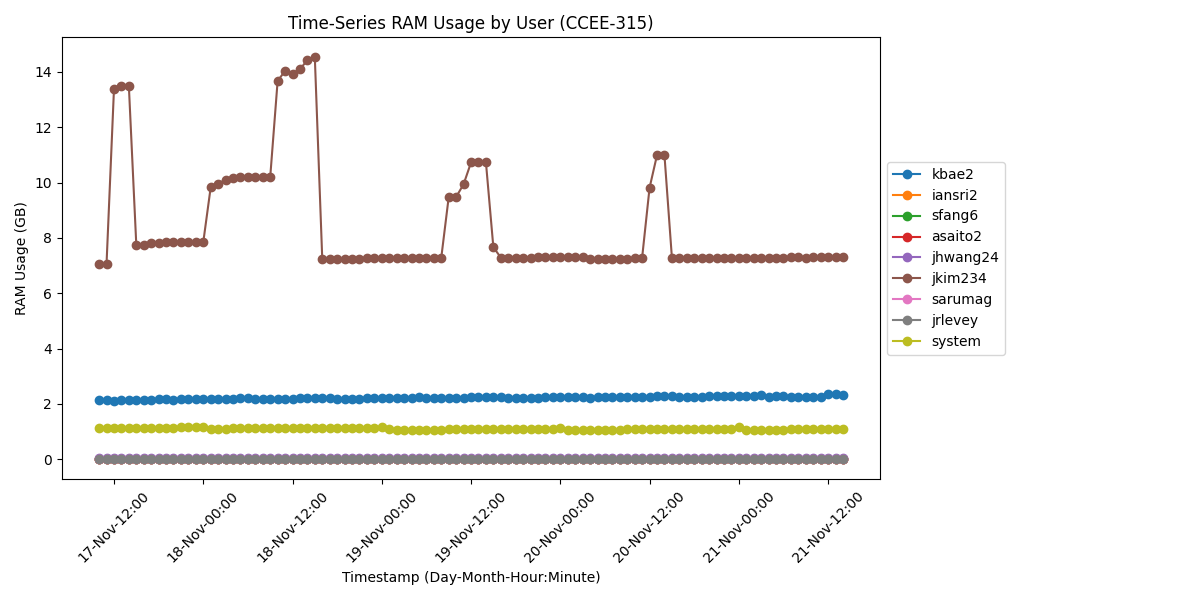 Time-Series RAM Usage by User (CCEE-315)
RAM Usage (GB)
14
12
10
8
6
4
2
0
17-Nov-12:00
18-Nov-00:00
18-Nov-12:00
19-Nov-00:00
19-Nov-12:00
20-Nov-00:00
20-Nov-12:00
21-Nov-00:00
21-Nov-12:00
Timestamp (Day-Month-Hour:Minute)
kbae2
iansri2
sfang6
asaito2
jhwang24
jkim234
sarumag
jrlevey
system